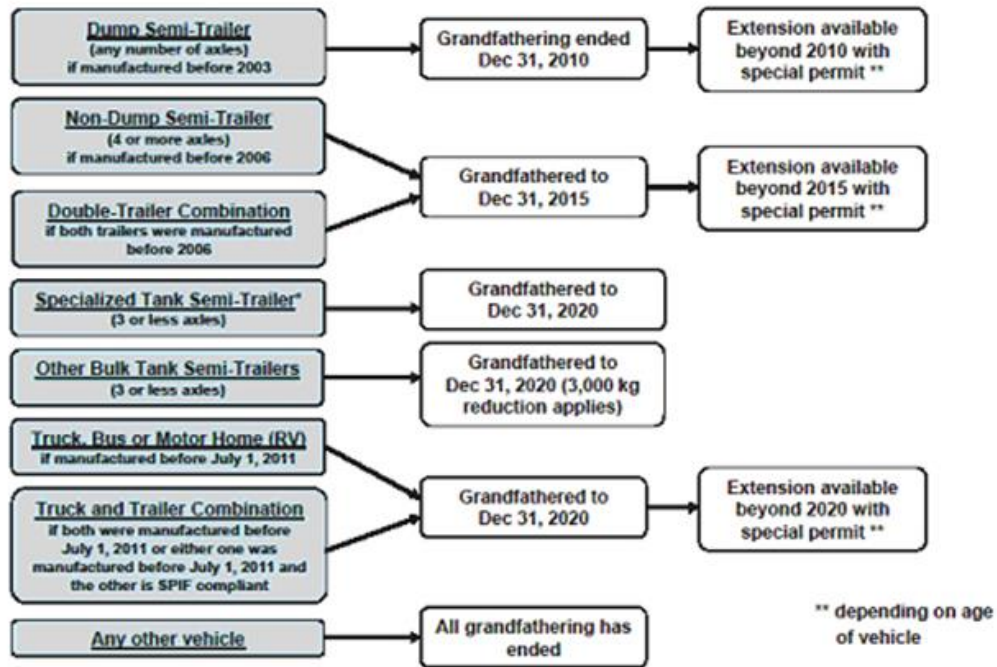 Dump Semi-Trailer
(any number of axles)
if manufactured before 2003
Grandfathering ended
Dec 31, 2010
Extension available
beyond 2010 with
special permit **
Non-Dump Semi-Trailer
(4 or more axles)
if manufactured before 2006
Double-Trailer Combination
if both trailers were manufactured
before 2006
Grandfathered to
Dec 31, 2015
Extension available
beyond 2015 with
special permit **
Specialized Tank Semi-Trailer*
(3 or less axles)
Grandfathered to
Dec 31, 2020
Other Bulk Tank Semi-Trailers
(3 or less axles)
Grandfathered to
Dec 31, 2020 (3,000 kg
reduction applies)
Truck, Bus or Motor Home (RV)
if manufactured before July 1, 2011
Truck and Trailer Combination
if both were manufactured before
July 1, 2011 or either one was
manufactured before July 1, 2011 and
the other is SPIF compliant
Grandfathered to
Dec 31, 2020
Extension available
beyond 2020 with
special permit **
Any other vehicle
All grandfathering has
ended
** depending on age
of vehicle